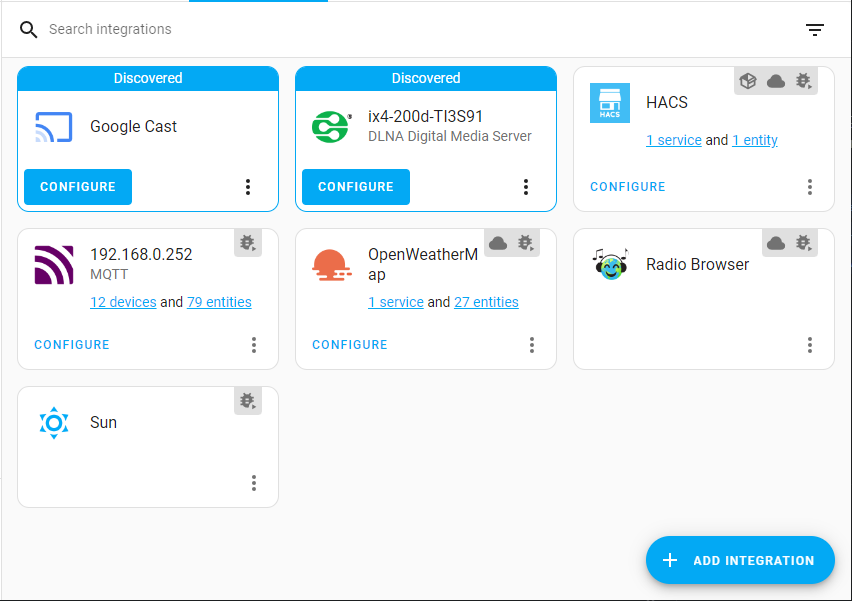 Search integrations
Discovered
Google Cast
CONFIGURE
Discovered
ix4-200d-TI3S91
DLNA Digital Media Server
CONFIGURE
HACS
HACS
1 service and 1 entity
CONFIGURE
192.168.0.252
MQTT
12 devices and 79 entities
CONFIGURE
OpenWeatherM
ap
1 service and 27 entities
CONFIGURE
Radio Browser
Sun
ADD INTEGRATION